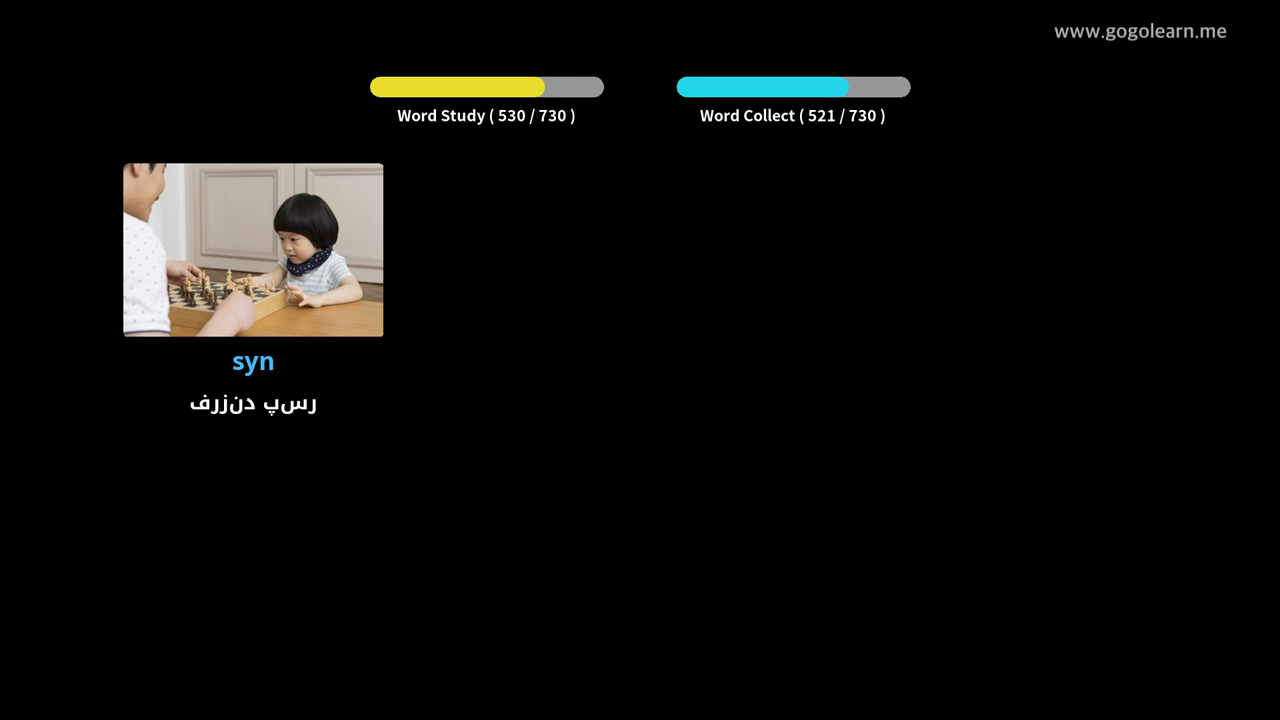 www.gogolearn.me
Word Study ( 530 / 730 )
Word Collect ( 521 / 730 )
syn
رسپ دنزرف